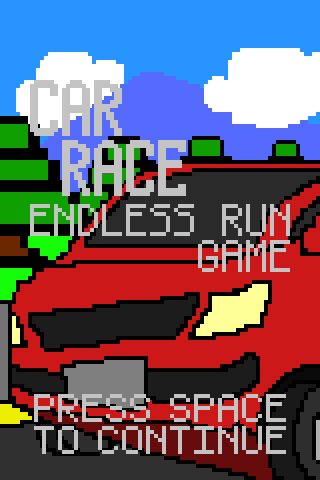 CAR
RACE
ENDLESS RUN
GAME
PRESS SPACE
TO CONTINUE